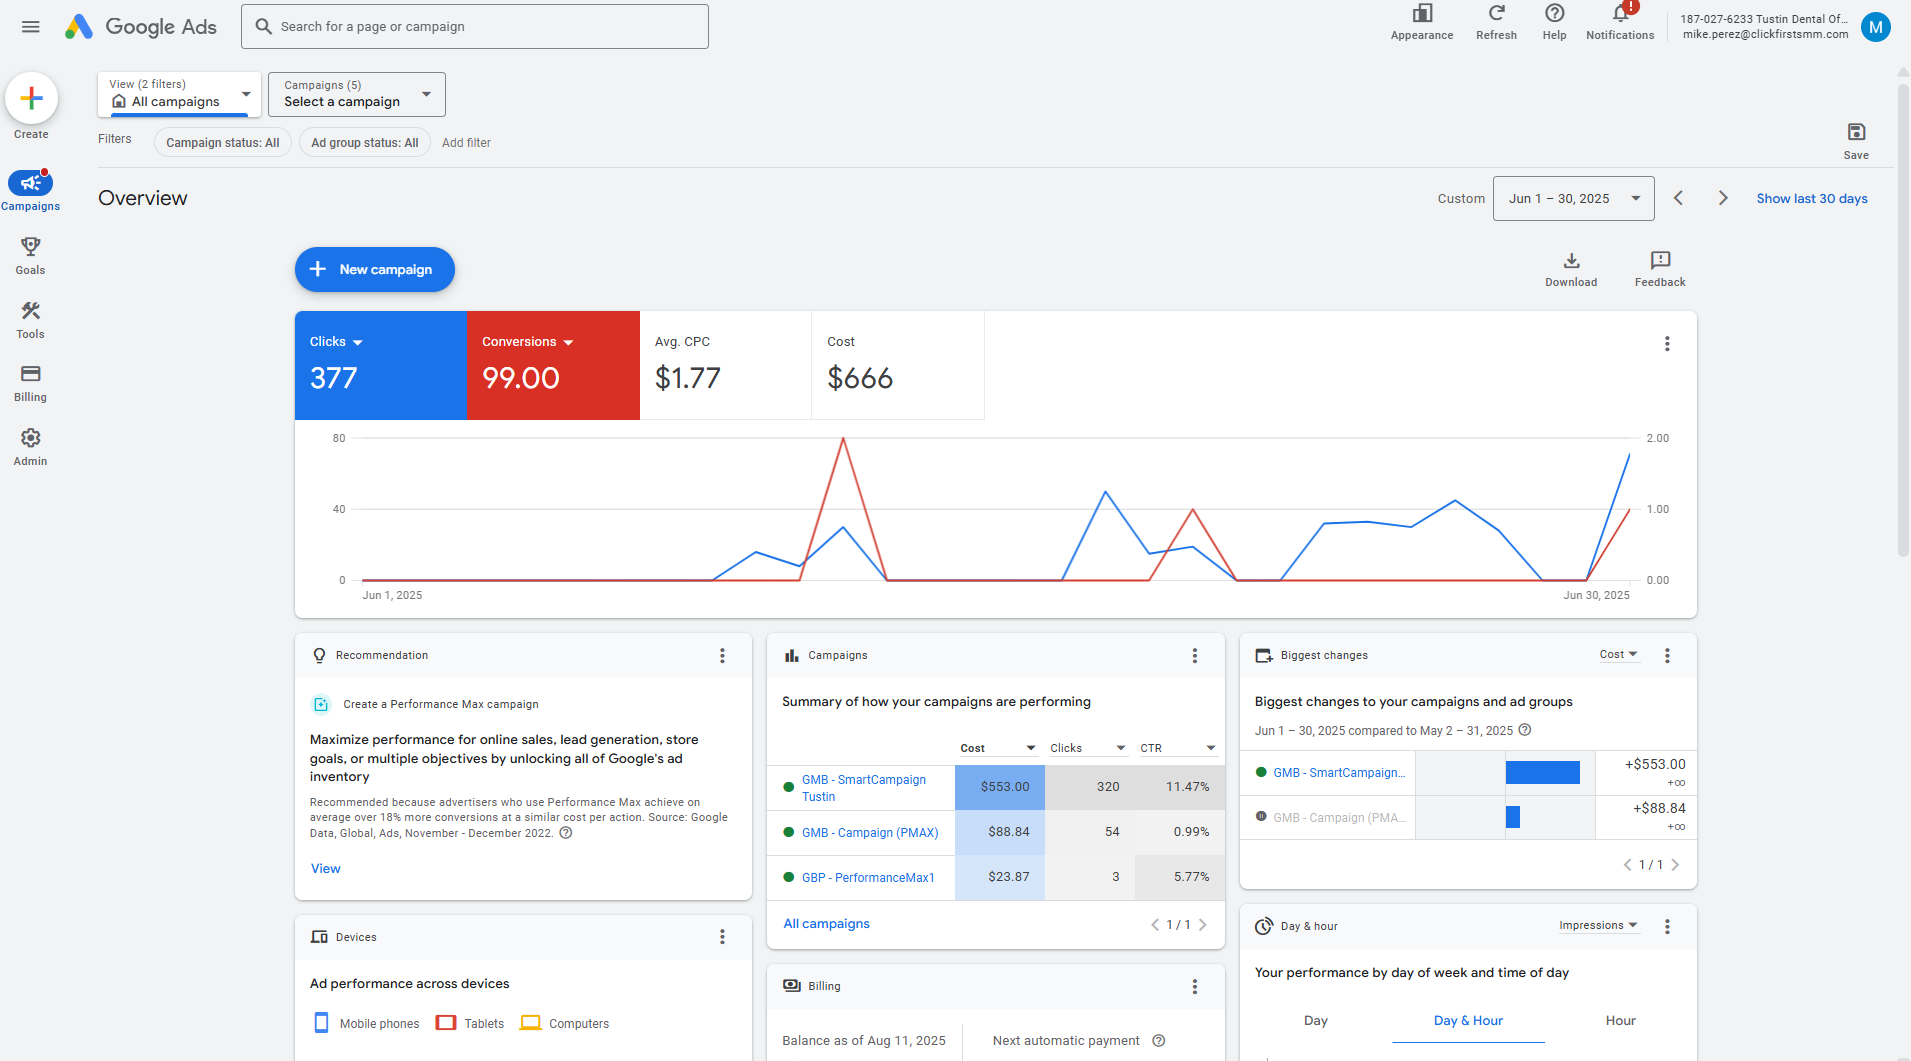 Google Ads
Search for a page or campaign
Appearance
Refresh
Help
Notifications
187-027-6233 Tustin Dental Of...
mike.perez@clickfirstsmm.com
M
Create
Campaigns
Goals
Tools
Billing
Admin
View (2 filters)
All campaigns
Campaigns (5)
Select a campaign
Filters
Campaign status: All
Ad group status: All
Add filter
Save
Overview
Custom
Jun 1 – 30, 2025
Show last 30 days
New campaign
Download
Feedback
Clicks
377
Conversions
99.00
Avg. CPC
$1.77
Cost
$666
80
40
0
2.00
1.00
0.00
Jun 1, 2025
Jun 30, 2025
Recommendation
Create a Performance Max campaign
Maximize performance for online sales, lead generation, store
goals, or multiple objectives by unlocking all of Google's ad
inventory
Recommended because advertisers who use Performance Max achieve on
average over 18% more conversions at a similar cost per action. Source: Google
Data, Global, Ads, November - December 2022.
View
Campaigns
Summary of how your campaigns are performing
Cost Clicks CTR
GMB - SmartCampaign
Tustin
$553.00 320 11.47%
GMB - Campaign (PMAX) $88.84 54 0.99%
GBP - PerformanceMax1 $23.87 3 5.77%
All campaigns
1 / 1
Biggest changes
Cost
Biggest changes to your campaigns and ad groups
Jun 1 – 30, 2025 compared to May 2 – 31, 2025
GMB - SmartCampaign...
+$553.00
+∞
GMB - Campaign (PMA...
+$88.84
+∞
1 / 1
Devices
Ad performance across devices
Mobile phones
Tablets
Computers
Billing
Balance as of Aug 11, 2025
Next automatic payment
Day & hour
Impressions
Your performance by day of week and time of day
Day
Day & Hour
Hour